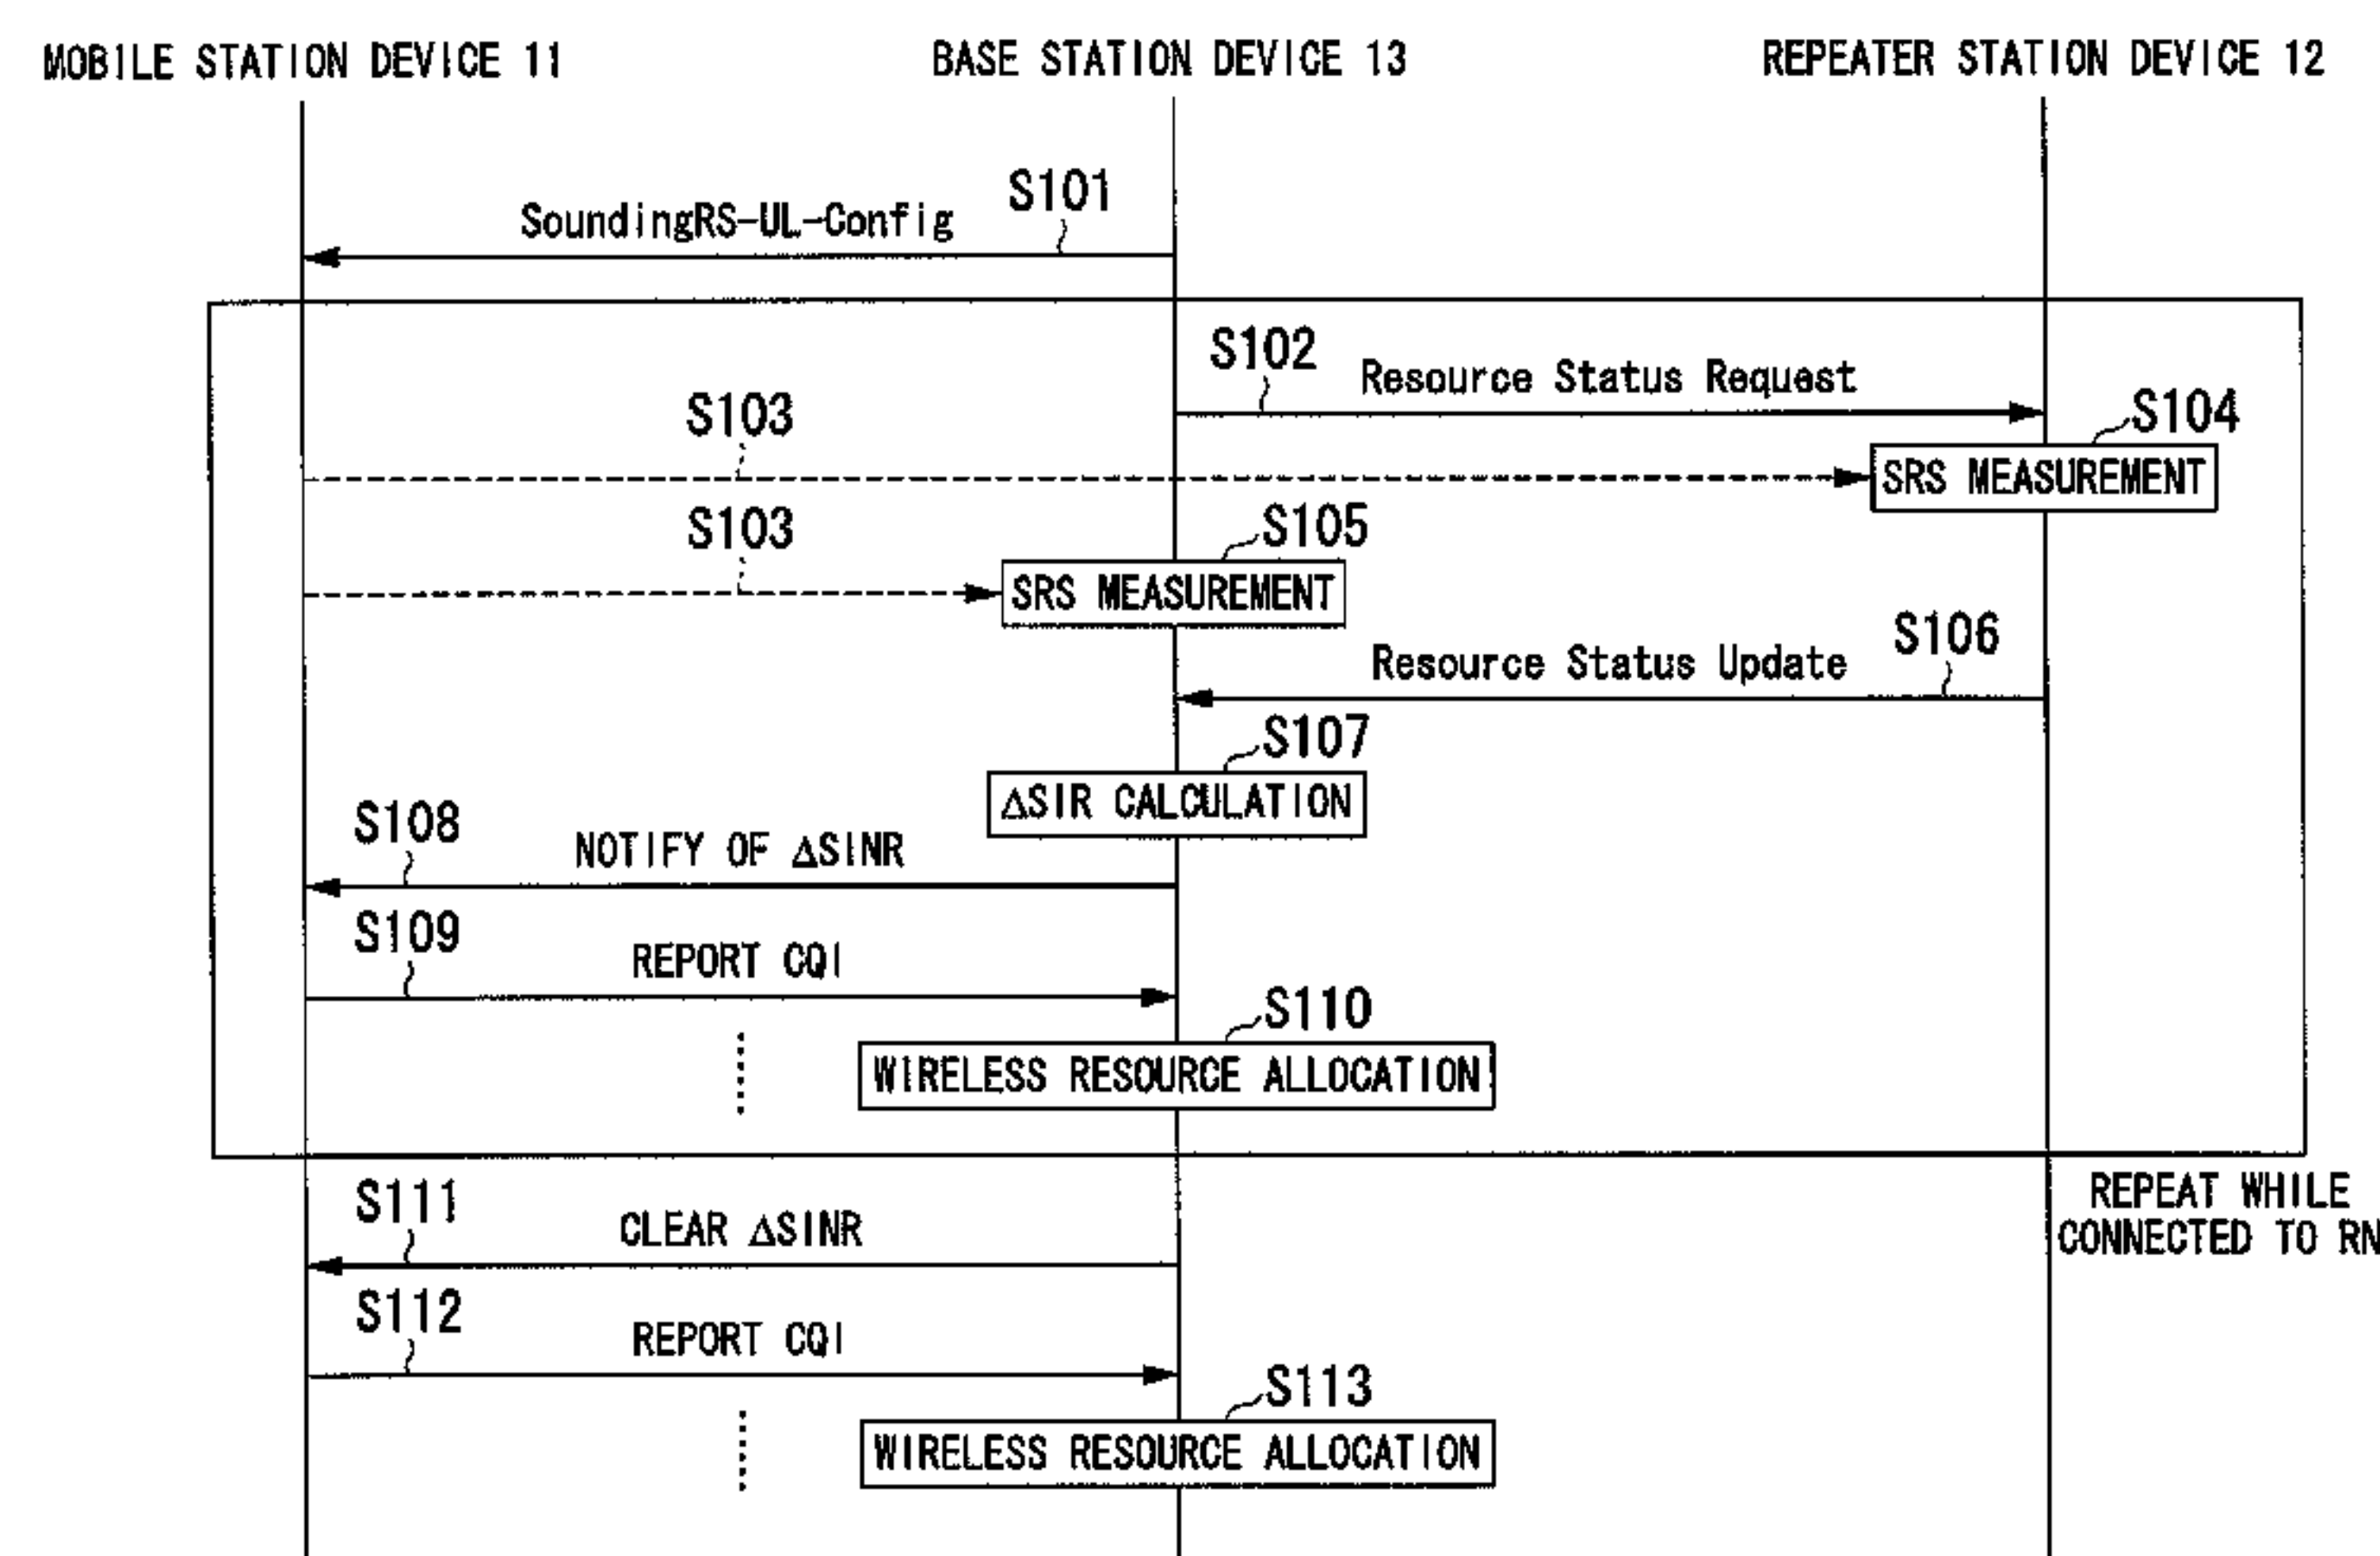 MOBILE STATION DEVICE 11
BASE STATION DEVICE 13
REPEATER STATION DEVICE 12
S101
SoundingRS-UL-Config
S102
Resource Status Request
S103
S104
SRS MEASUREMENT
S103
S105
SRS MEASUREMENT
S106
Resource Status Update
S107
ΔSIR CALCULATION
S108
NOTIFY OF ΔSINR
S109
REPORT CQI
S110
WIRELESS RESOURCE ALLOCATION
REPEAT WHILE
CONNECTED TO RN
S111
CLEAR ΔSINR
S112
REPORT CQI
S113
WIRELESS RESOURCE ALLOCATION